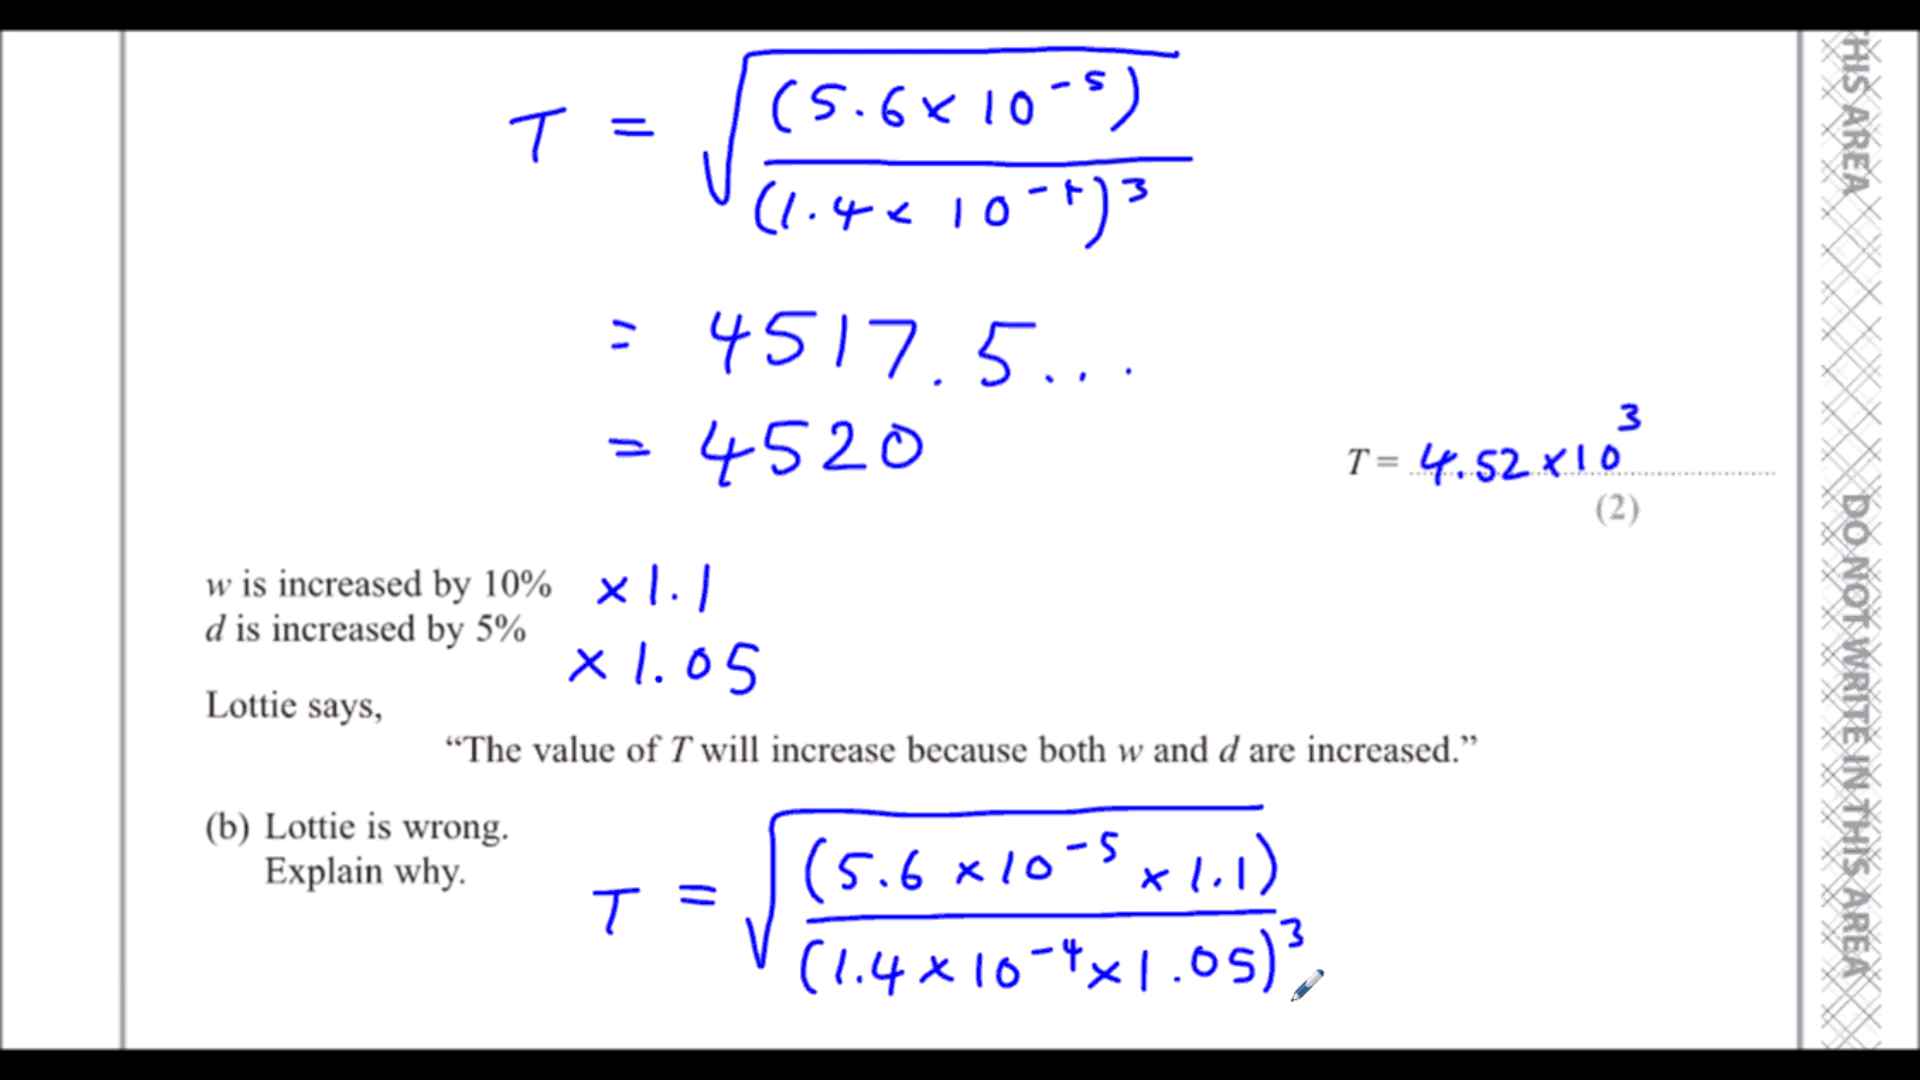 T = √((5.6 × 10⁻⁵) / (1.4 × 10⁻⁴)³)
= 4517.5...
= 4520
T = 4.52 × 10³
(2)
w is increased by 10% × 1.1
d is increased by 5% × 1.05
Lottie says,
“The value of T will increase because both w and d are increased.”
(b) Lottie is wrong.
Explain why.
T = √((5.6 × 10⁻⁵ × 1.1) / (1.4 × 10⁻⁴ × 1.05)³)
THIS AREA
DO NOT WRITE IN THIS AREA